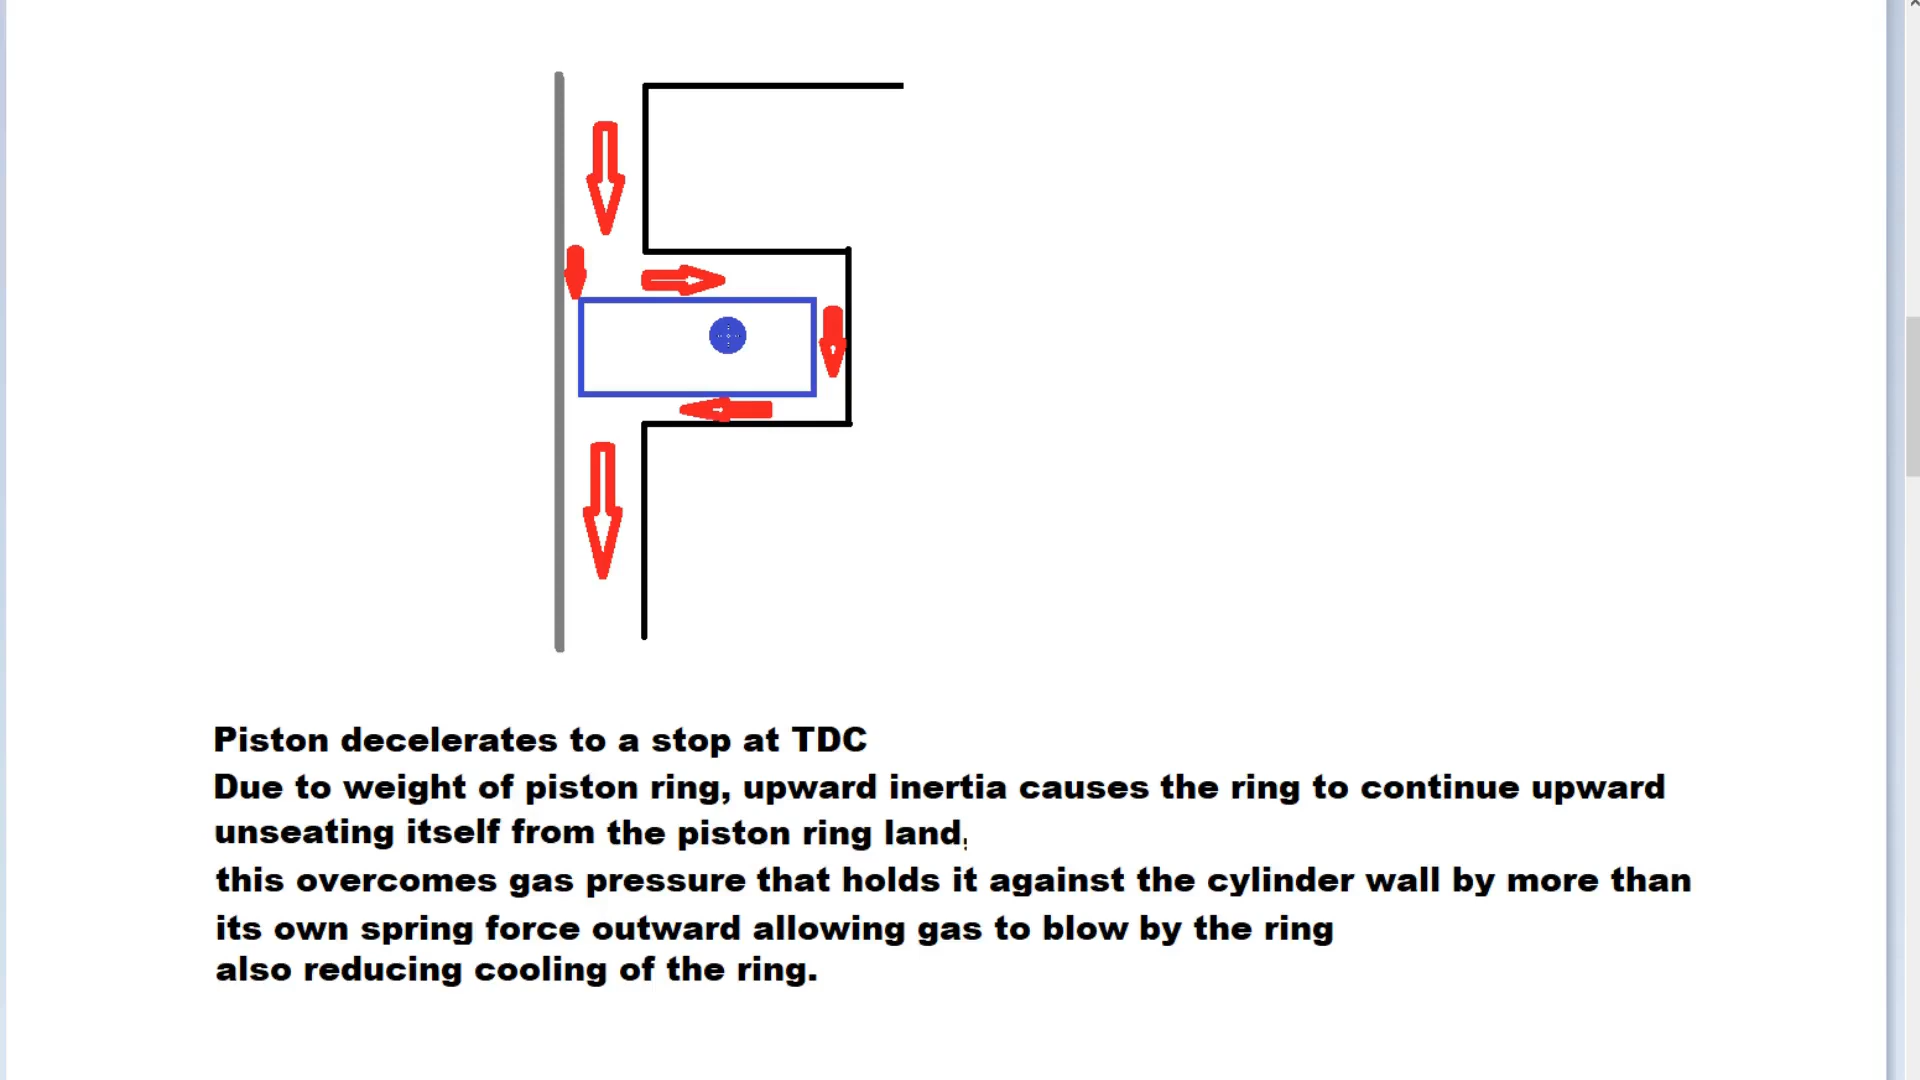 Piston decelerates to a stop at TDC
Due to weight of piston ring, upward inertia causes the ring to continue upward
unseating itself from the piston ring land,
this overcomes gas pressure that holds it against the cylinder wall by more than
its own spring force outward allowing gas to blow by the ring
also reducing cooling of the ring.